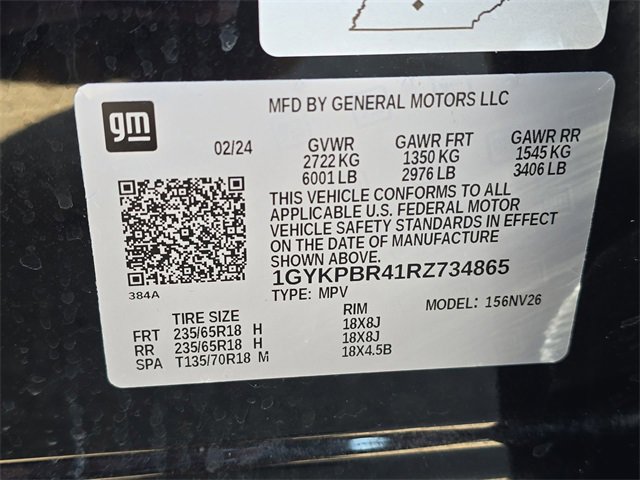 gm
MFD BY GENERAL MOTORS LLC
02/24 GVWR GAWR FRT GAWR RR
2722 KG 1350 KG 1545 KG
6001 LB 2976 LB 3406 LB
THIS VEHICLE CONFORMS TO ALL
APPLICABLE U.S. FEDERAL MOTOR
VEHICLE SAFETY STANDARDS IN EFFECT
ON THE DATE OF MANUFACTURE
SHOWN ABOVE.
1GYKPBR41RZ734865
384A
TYPE: MPV MODEL: 156NV26
TIRE SIZE RIM
FRT 235/65R18 H 18X8J
RR 235/65R18 H 18X8J
SPA T135/70R18 M 18X4.5B